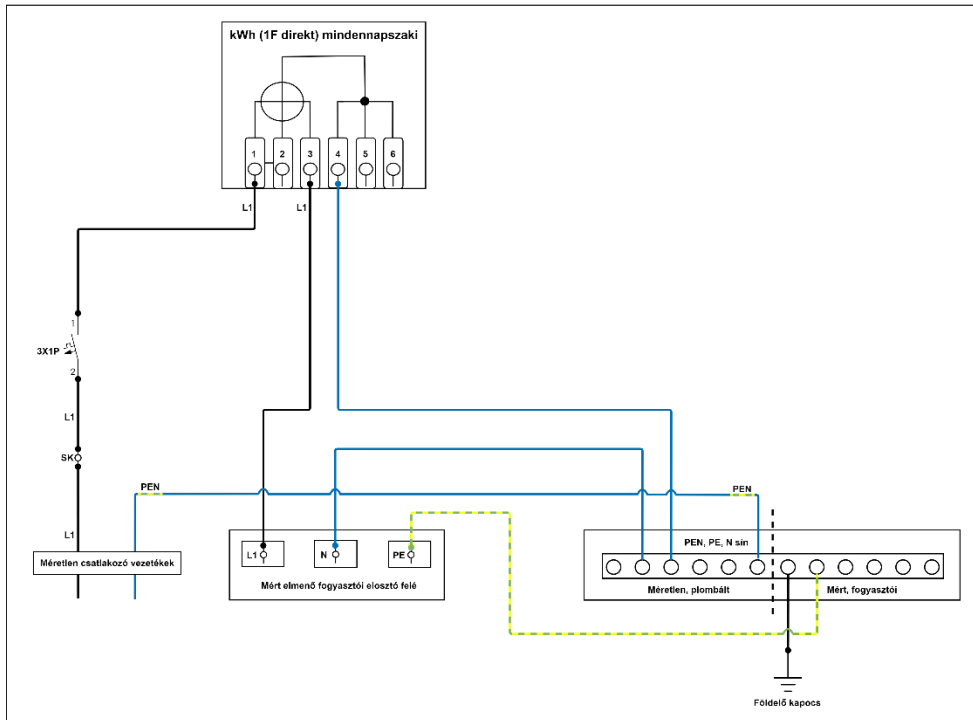 kWh (1F direkt) mindennapszaki
1 2 3 4 5 6
L1 L1
1
3X1P
2
L1
SK
PEN PEN
L1
PEN, PE, N sín
L1 N PE
Méretlen csatlakozó vezetékek
Mért elmenő fogyasztói elosztó felé
Méretlen, plombált Mért, fogyasztói
Földelő kapocs